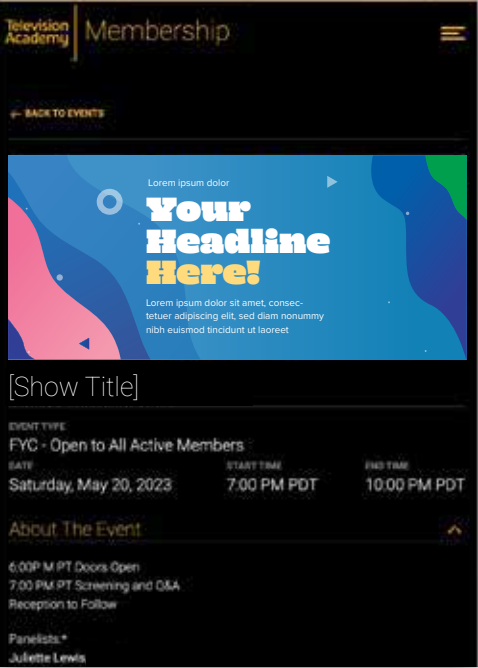 Television
Academy
Membership
← BACK TO EVENTS
Lorem ipsum dolor
Your
Headline
Here!
Lorem ipsum dolor sit amet, consec-
tetuer adipiscing elit, sed diam nonummy
nibh euismod tincidunt ut laoreet
[Show Title]
EVENT TYPE
FYC - Open to All Active Members
DATE START TIME END TIME
Saturday, May 20, 2023 7:00 PM PDT 10:00 PM PDT
About The Event
6:00P M PT Doors Open
7:00 PM PT Screening and Q&A
Reception to Follow
Panelists:*
Juliette Lewis